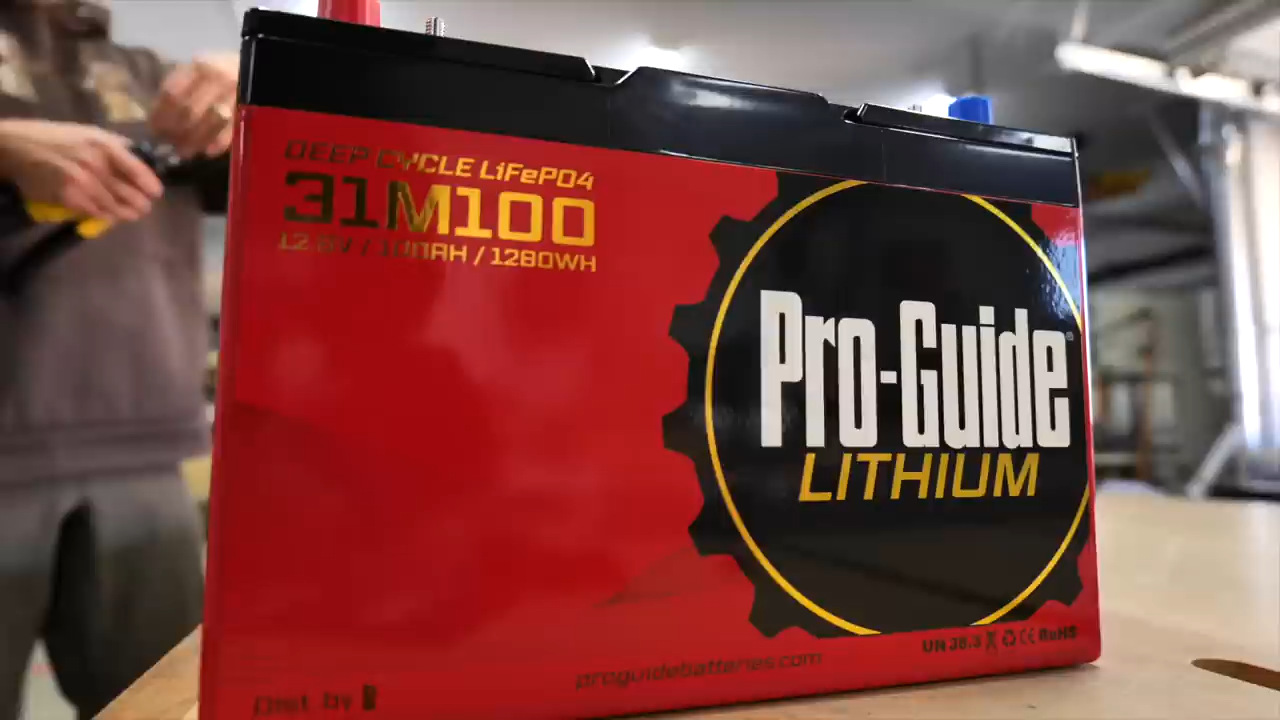 DEEP CYCLE LiFePO4
31M100
12.8V / 100AH / 1280WH
Pro-Guide®
LITHIUM
UN 38.3 CE RoHS
proguidebatteries.com
Dist. by